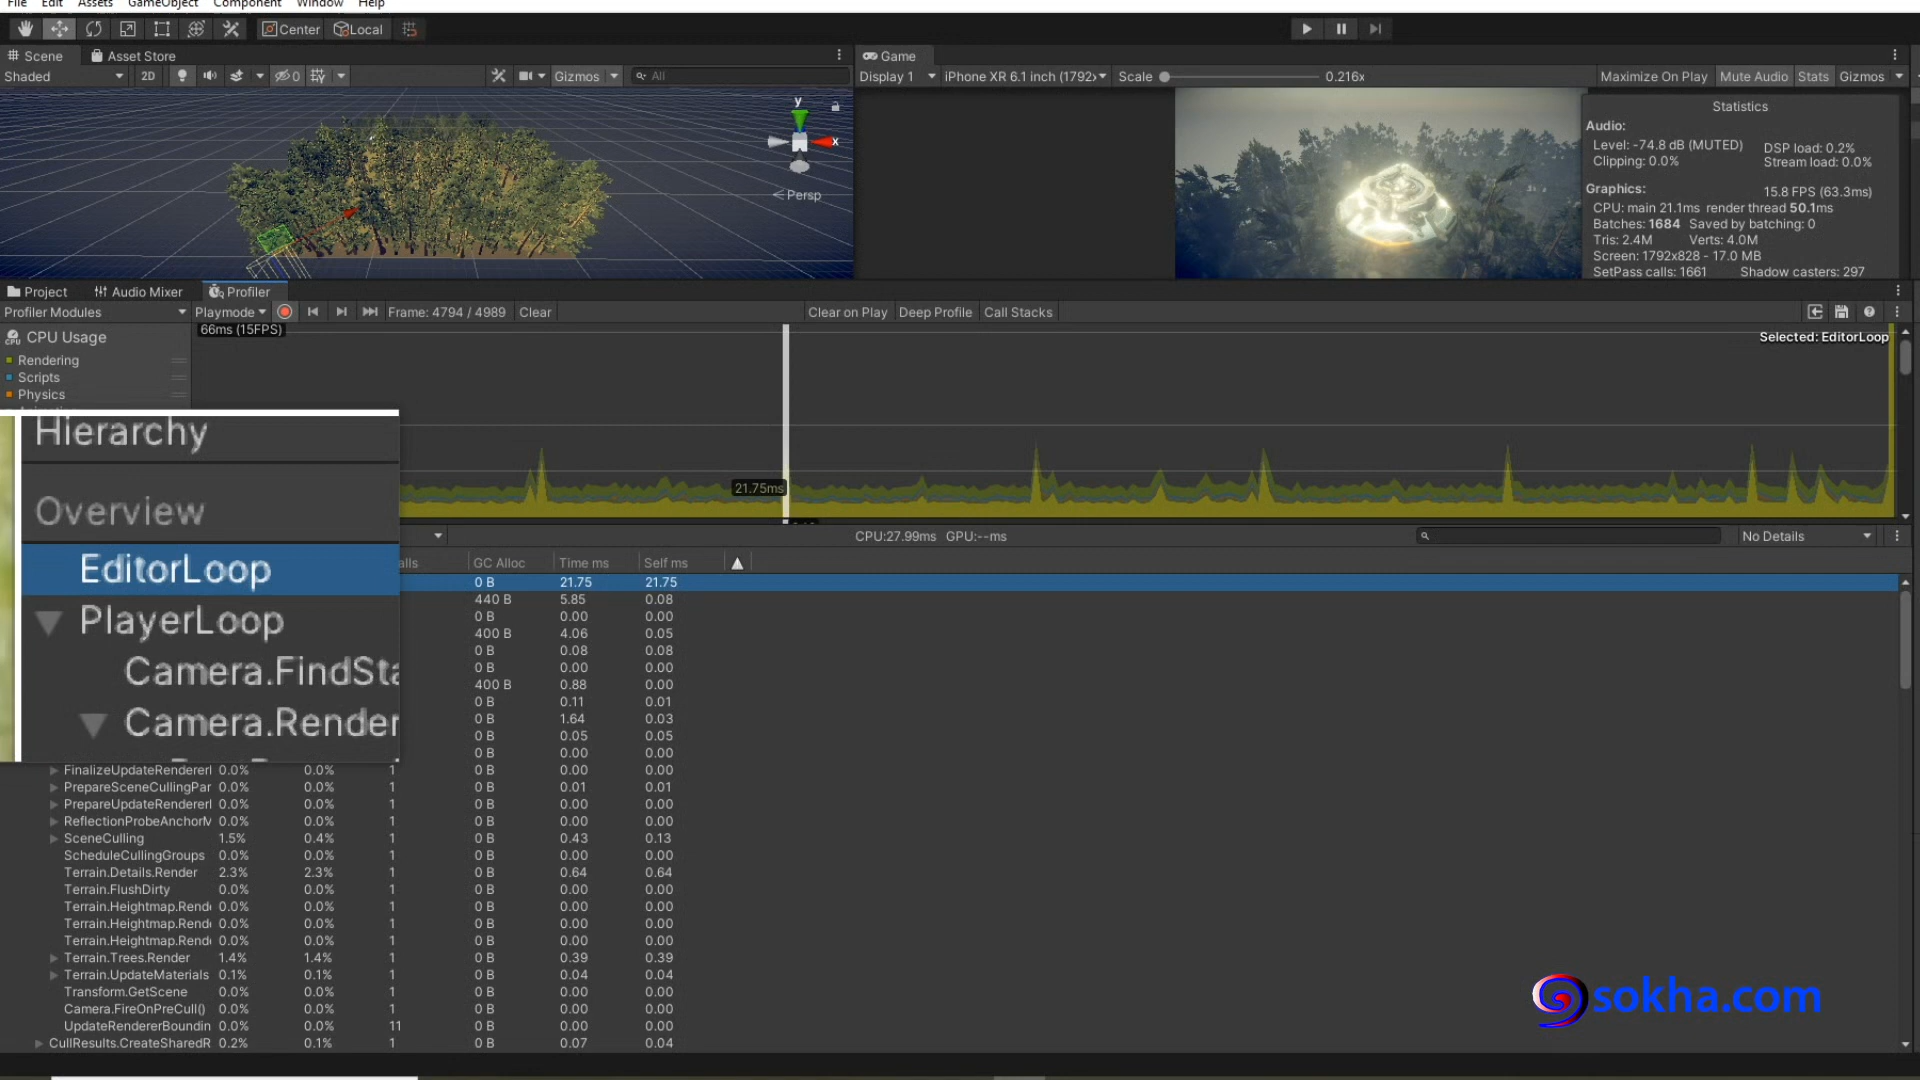 File Edit Assets GameObject Component Window Help
Center Local
Scene Asset Store
Shaded 2D 0 Gizmos All
y
x
Persp
Game
Display 1 iPhone XR 6.1 inch (1792x Scale 0.216x Maximize On Play Mute Audio Stats Gizmos
Statistics
Audio:
Level: -74.8 dB (MUTED) DSP load: 0.2%
Clipping: 0.0% Stream load: 0.0%
Graphics: 15.8 FPS (63.3ms)
CPU: main 21.1ms render thread 50.1ms
Batches: 1684 Saved by batching: 0
Tris: 2.4M Verts: 4.0M
Screen: 1792x828 - 17.0 MB
SetPass calls: 1661 Shadow casters: 297
Project Audio Mixer Profiler
Profiler Modules Playmode Frame: 4794 / 4989 Clear Clear on Play Deep Profile Call Stacks
CPU Usage 66ms (15FPS) Selected: EditorLoop
Rendering
Scripts
Physics
21.75ms
Hierarchy
Overview
EditorLoop
PlayerLoop
Camera.FindSta
Camera.Render
CPU:27.99ms GPU:--ms No Details
alls GC Alloc Time ms Self ms
0 B 21.75 21.75
440 B 5.85 0.08
0 B 0.00 0.00
400 B 4.06 0.05
0 B 0.08 0.08
0 B 0.00 0.00
400 B 0.88 0.00
0 B 0.11 0.01
0 B 1.64 0.03
0 B 0.05 0.05
0 B 0.00 0.00
FinalizeUpdateRendererl 0.0% 0.0% 1 0 B 0.00 0.00
PrepareSceneCullingPar 0.0% 0.0% 1 0 B 0.01 0.01
PrepareUpdateRendererl 0.0% 0.0% 1 0 B 0.00 0.00
ReflectionProbeAnchorM 0.0% 0.0% 1 0 B 0.00 0.00
SceneCulling 1.5% 0.4% 1 0 B 0.43 0.13
ScheduleCullingGroups 0.0% 0.0% 1 0 B 0.00 0.00
Terrain.Details.Render 2.3% 2.3% 1 0 B 0.64 0.64
Terrain.FlushDirty 0.0% 0.0% 1 0 B 0.00 0.00
Terrain.Heightmap.Rend 0.0% 0.0% 1 0 B 0.00 0.00
Terrain.Heightmap.Rend 0.0% 0.0% 1 0 B 0.00 0.00
Terrain.Heightmap.Rend 0.0% 0.0% 1 0 B 0.00 0.00
Terrain.Trees.Render 1.4% 1.4% 1 0 B 0.39 0.39
Terrain.UpdateMaterials 0.1% 0.1% 1 0 B 0.04 0.04
Transform.GetScene 0.0% 0.0% 1 0 B 0.00 0.00
Camera.FireOnPreCull() 0.0% 0.0% 1 0 B 0.00 0.00
UpdateRendererBoundin 0.0% 0.0% 11 0 B 0.00 0.00
CullResults.CreateSharedR 0.2% 0.1% 1 0 B 0.07 0.04
sokha.com